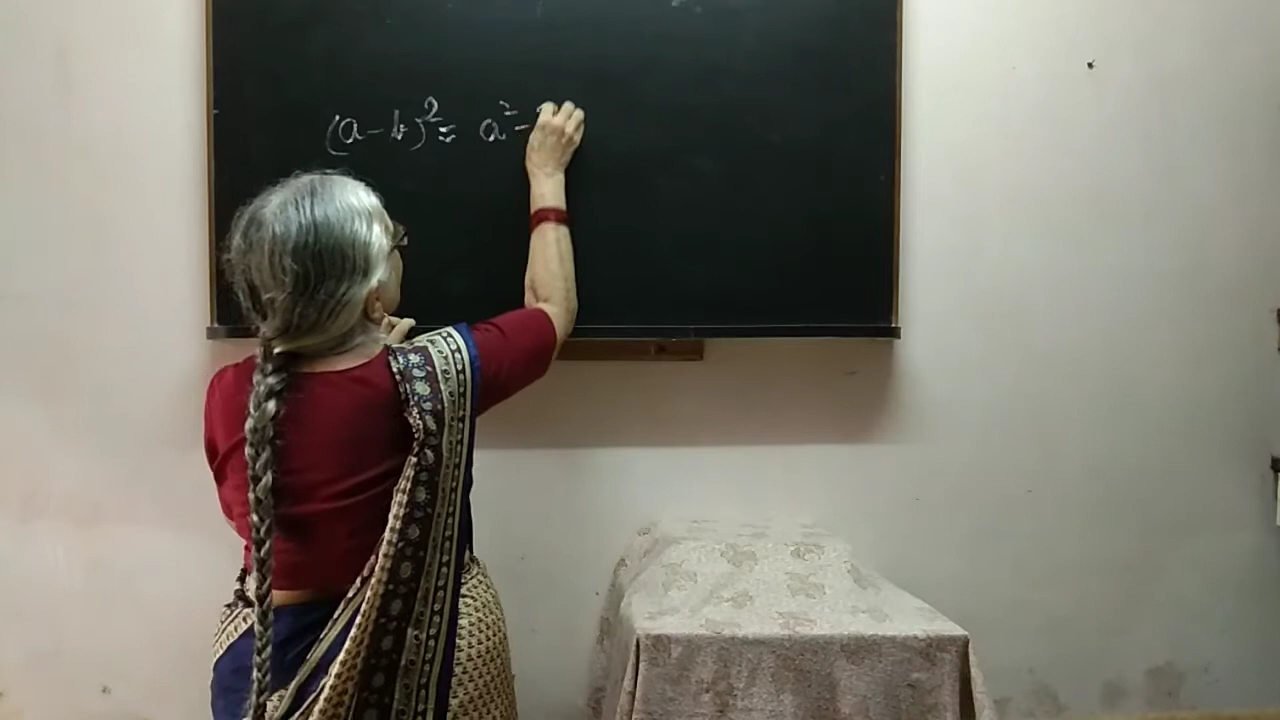 (a-b)² = a² -